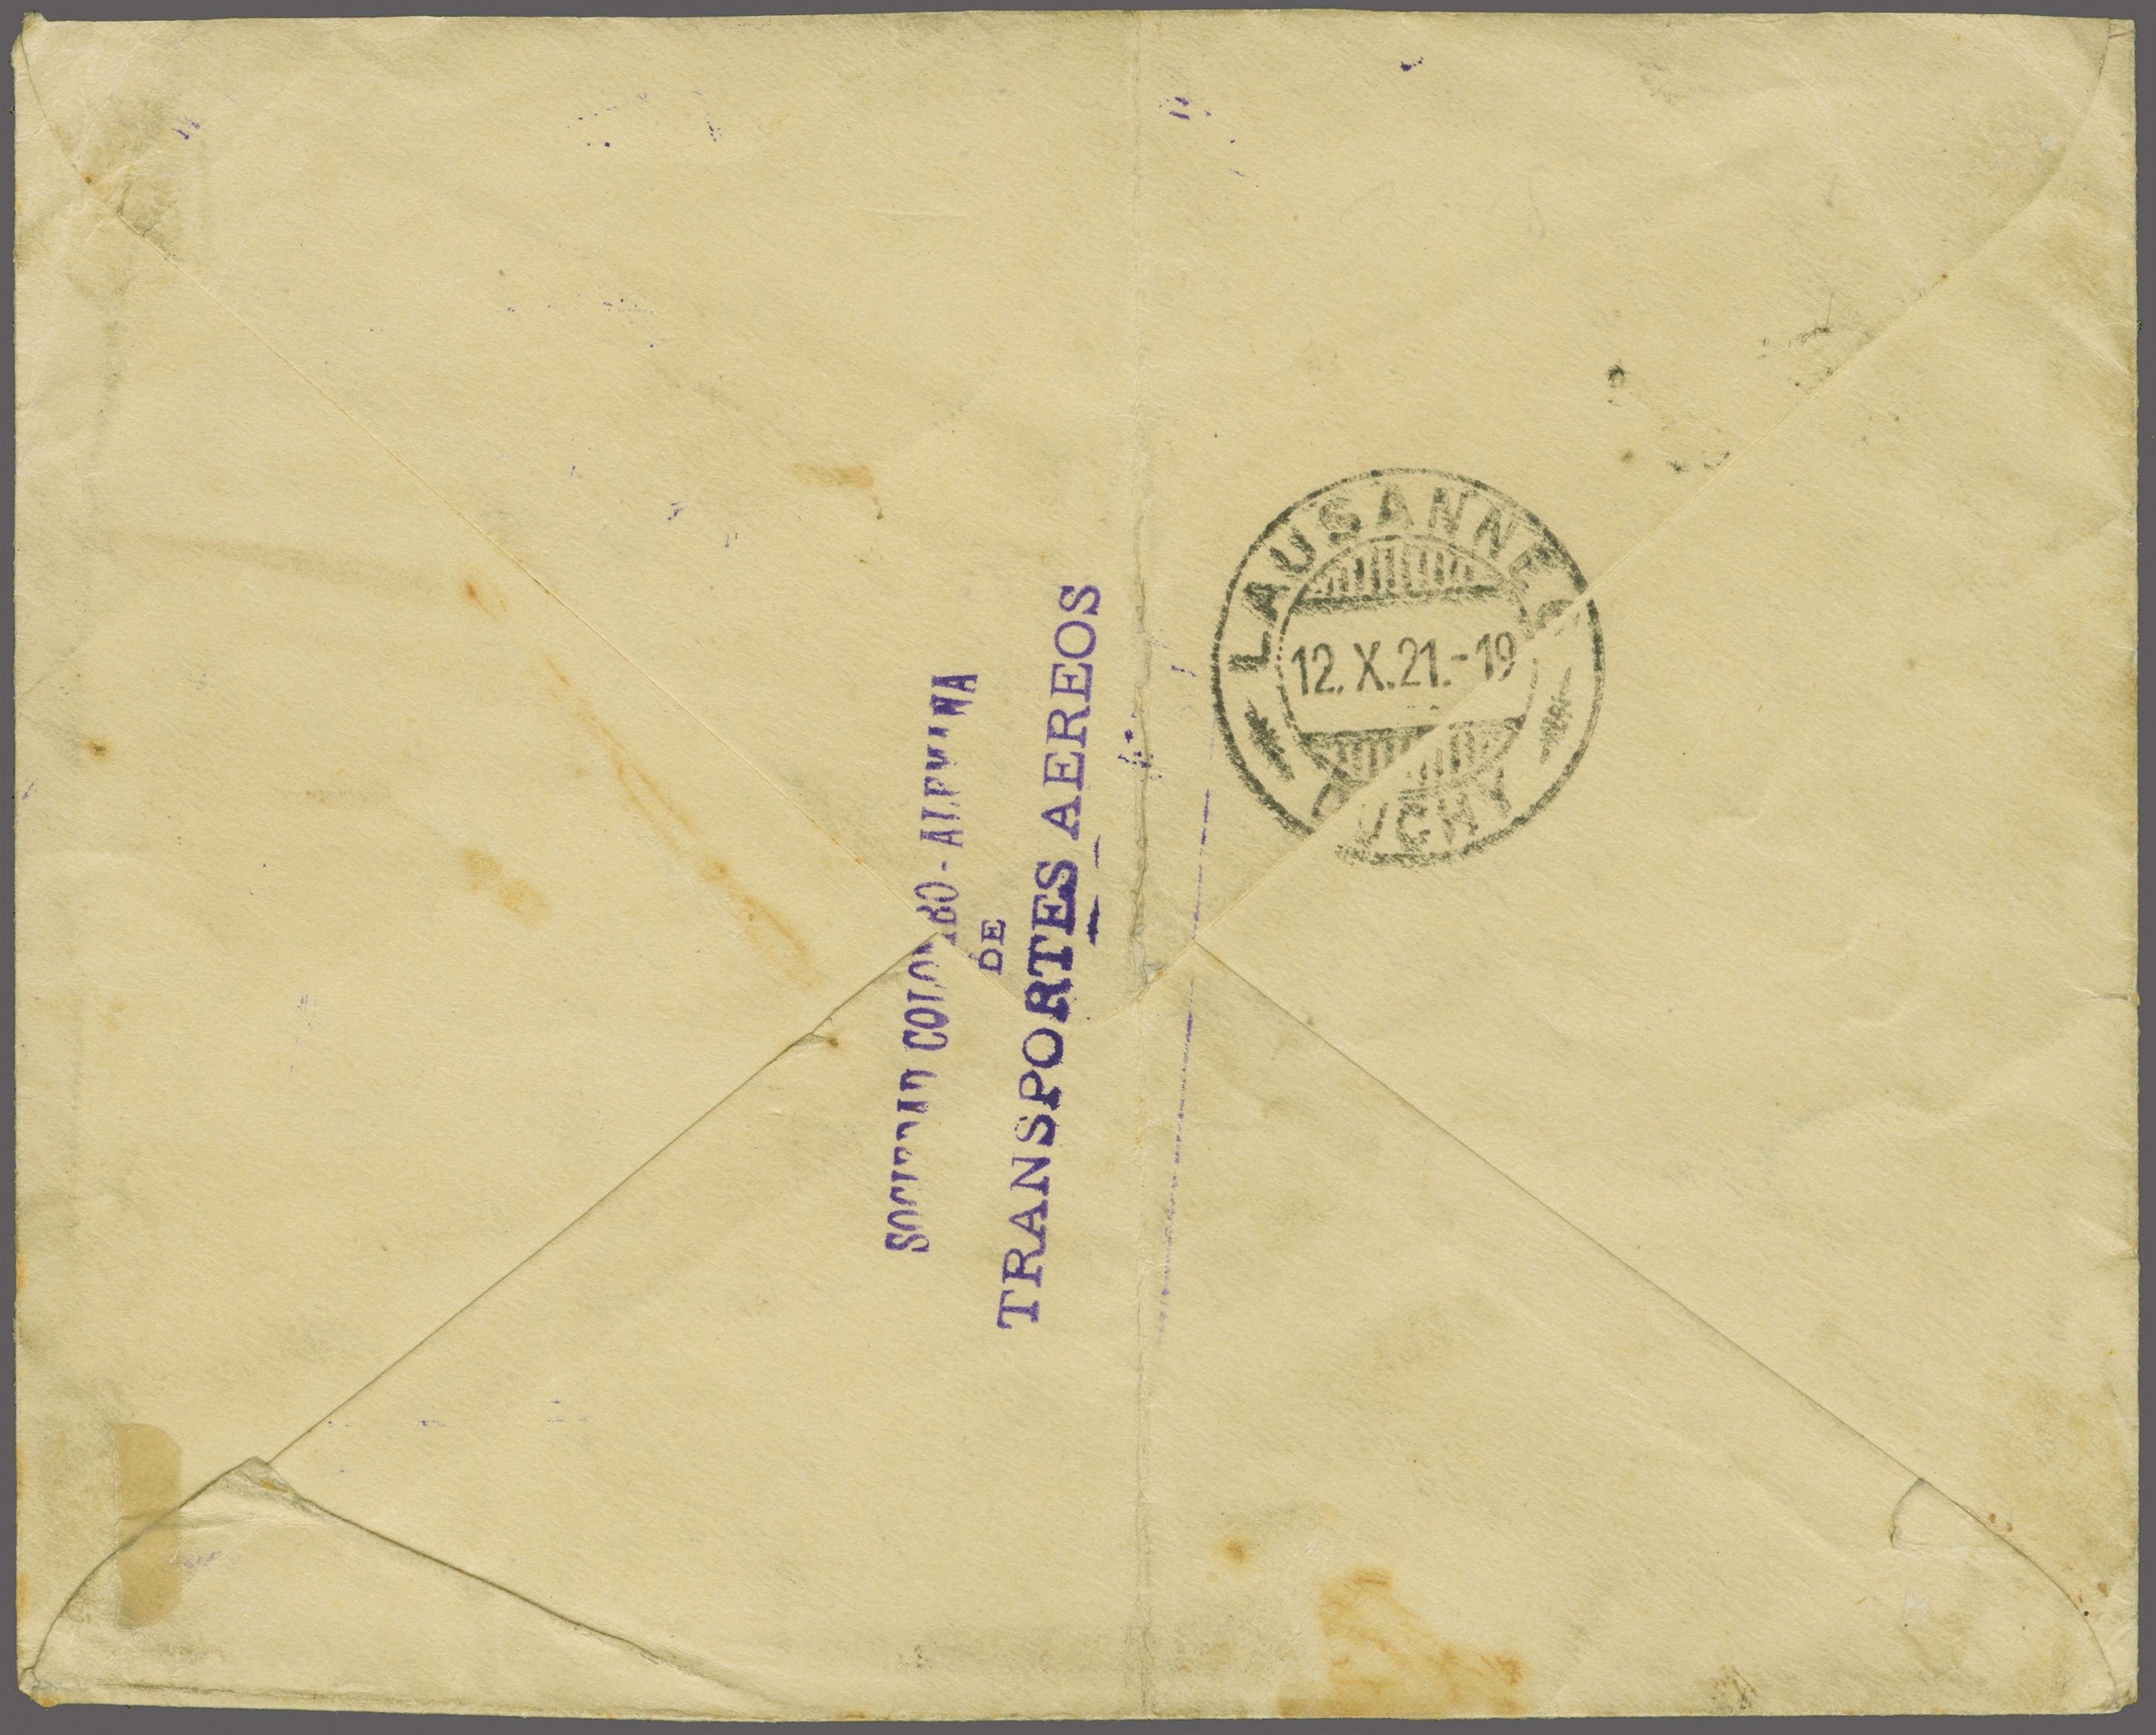 SOCIEDAD COLOMBO-ALEMANA
DE
TRANSPORTES AEREOS
LAUSANNE
12.X.21.-19
OUCHY